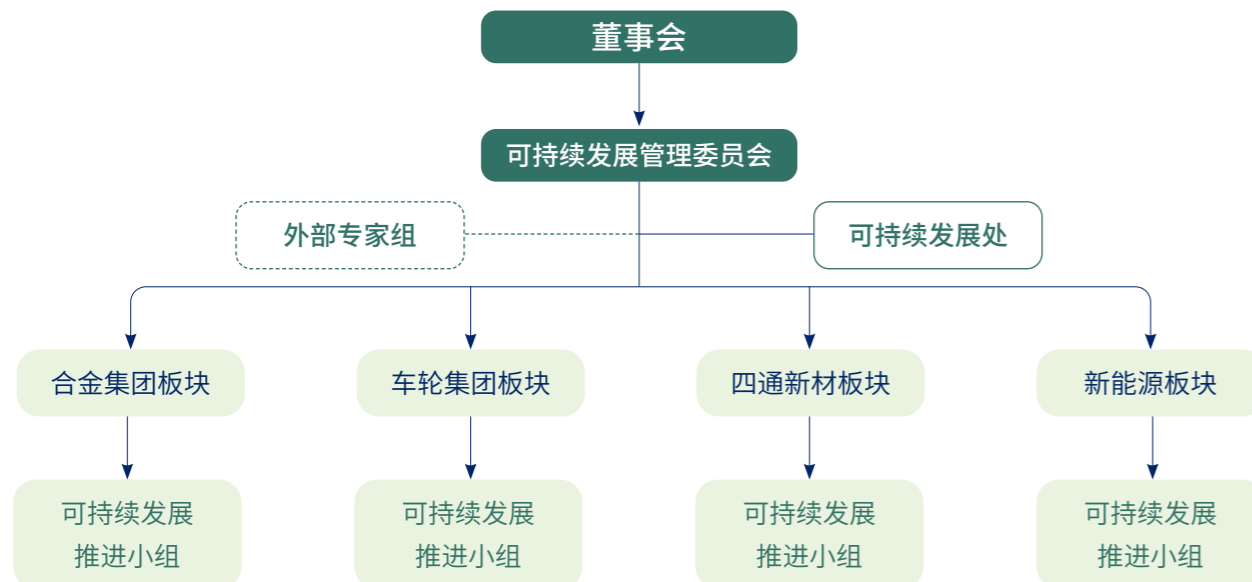 董事会
可持续发展管理委员会
外部专家组
可持续发展处
合金集团板块
车轮集团板块
四通新材板块
新能源板块
可持续发展
推进小组
可持续发展
推进小组
可持续发展
推进小组
可持续发展
推进小组